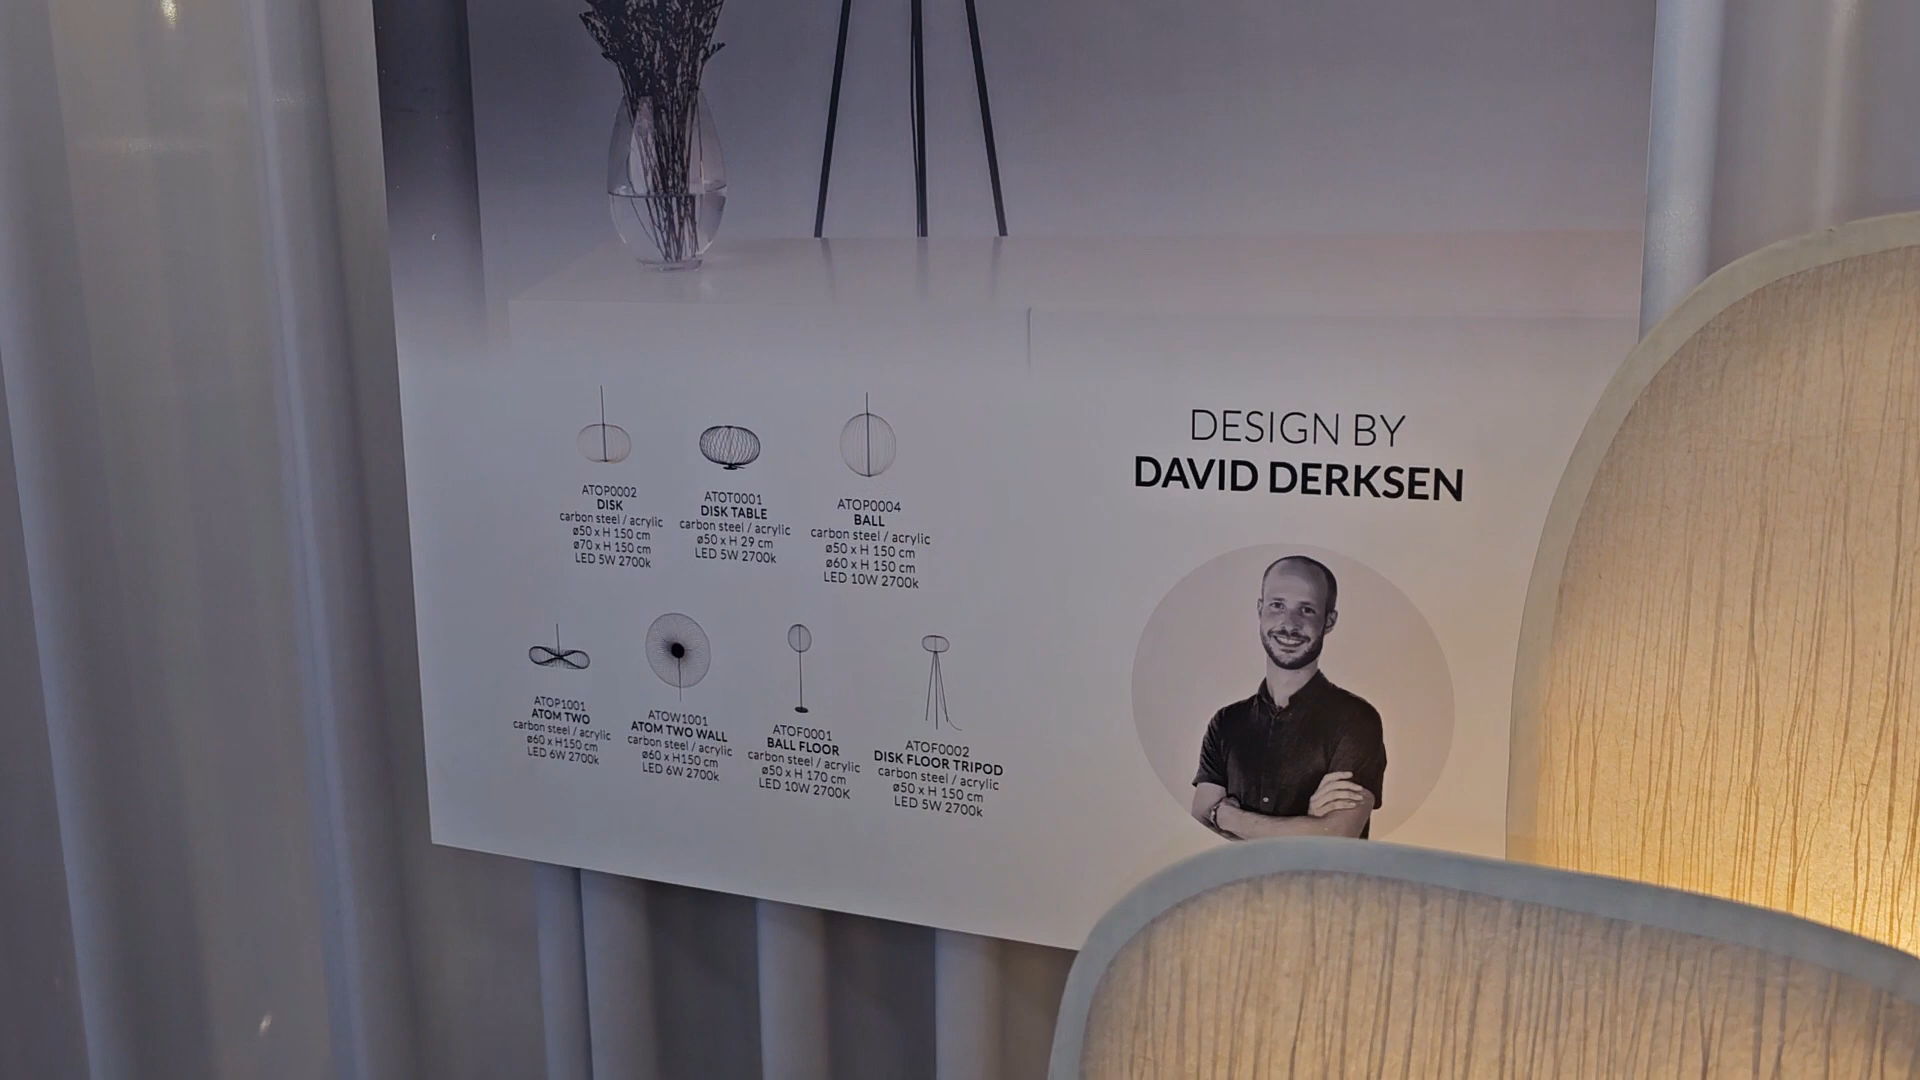 ATOP0002
DISK
carbon steel / acrylic
ø50 x H 150 cm
ø70 x H 150 cm
LED 5W 2700k
ATOT0001
DISK TABLE
carbon steel / acrylic
ø50 x H 29 cm
LED 5W 2700k
ATOP0004
BALL
carbon steel / acrylic
ø50 x H 150 cm
ø60 x H 150 cm
LED 10W 2700k
DESIGN BY
DAVID DERKSEN
ATOP1001
ATOM TWO
carbon steel / acrylic
ø60 x H150 cm
LED 6W 2700k
ATOW1001
ATOM TWO WALL
carbon steel / acrylic
ø60 x H150 cm
LED 6W 2700k
ATOF0001
BALL FLOOR
carbon steel / acrylic
ø50 x H 170 cm
LED 10W 2700k
ATOF0002
DISK FLOOR TRIPOD
carbon steel / acrylic
ø50 x H 150 cm
LED 5W 2700k